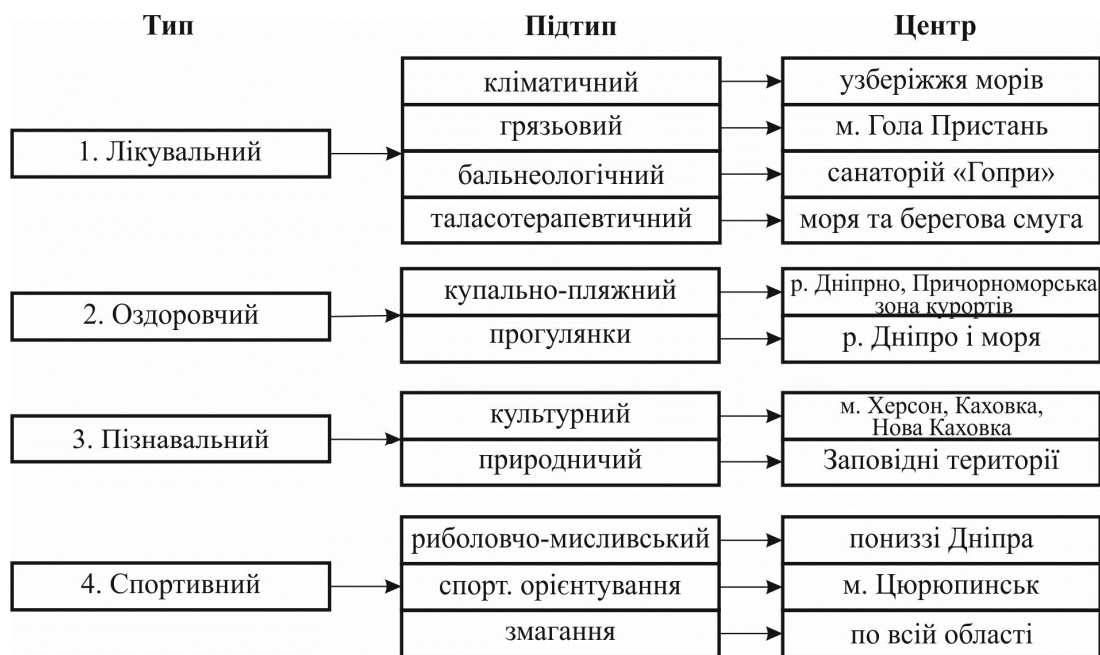 Тип Підтип Центр
1. Лікувальний
кліматичний узбережжя морів
грязьовий м. Гола Пристань
бальнеологічний санаторій «Гопри»
таласотерапевтичний моря та берегова смуга
2. Оздоровчий
купально-пляжний р. Дніпрно, Причорноморська
зона курортів
прогулянки р. Дніпро і моря
3. Пізнавальний
культурний м. Херсон, Каховка,
Нова Каховка
природничий Заповідні території
4. Спортивний
риболовчо-мисливський пониззі Дніпра
спорт. орієнтування м. Цюрюпинськ
змагання по всій області